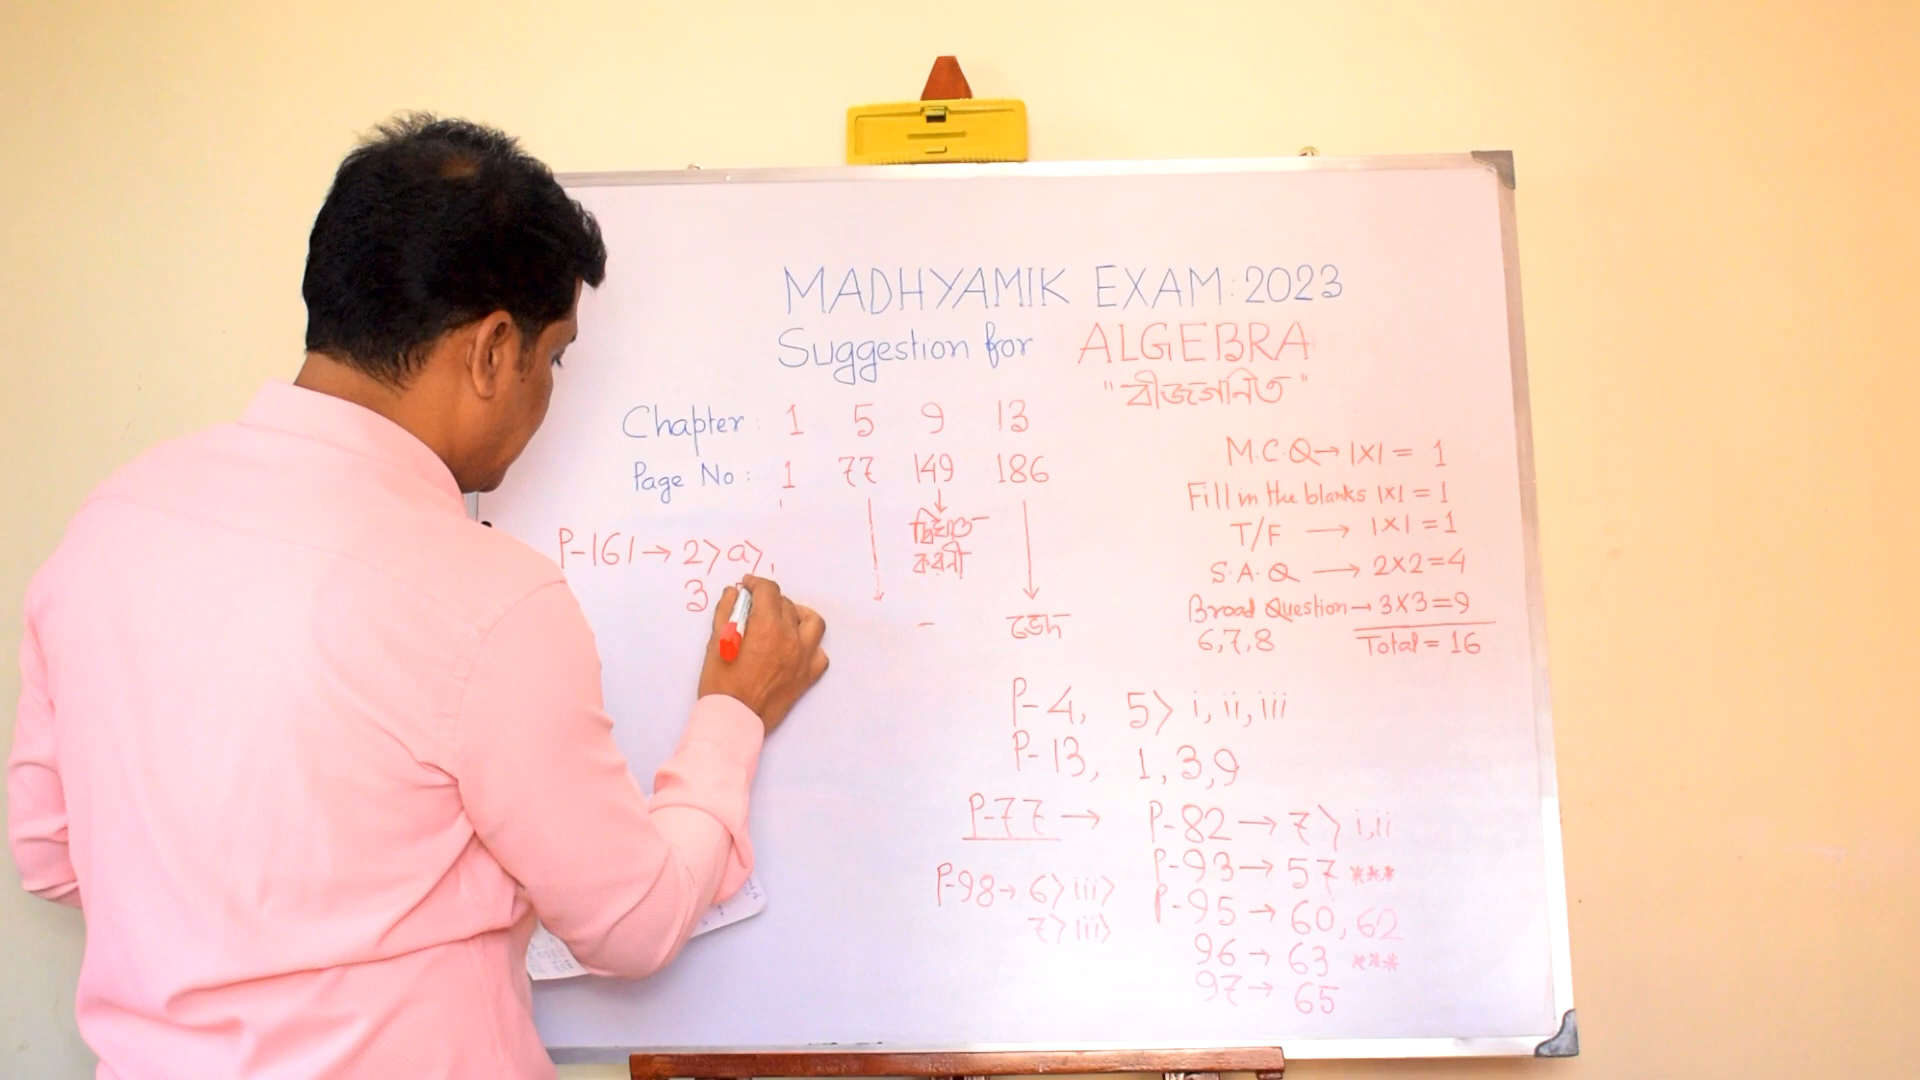 MADHYAMIK EXAM: 2023
Suggestion for ALGEBRA
"বীজগনিত"
Chapter: 1 5 9 13
Page No: 1 77 149 186
দ্বিঘাত
করনী
ভেদ
P-161→ 2> a>,
3
M.C.Q→ 1×1 = 1
Fill in the blanks 1×1 = 1
T/F → 1×1 = 1
S.A.Q → 2×2=4
Broad Question→ 3×3=9
6,7,8 Total = 16
P-4, 5> i, ii, iii
P-13, 1, 3, 9
P-77 → P-82 → 7> i, ii
P-93 → 57 ***
P-98→ 6> iii>
7> iii>
P-95 → 60, 62
96 → 63 ***
97 → 65